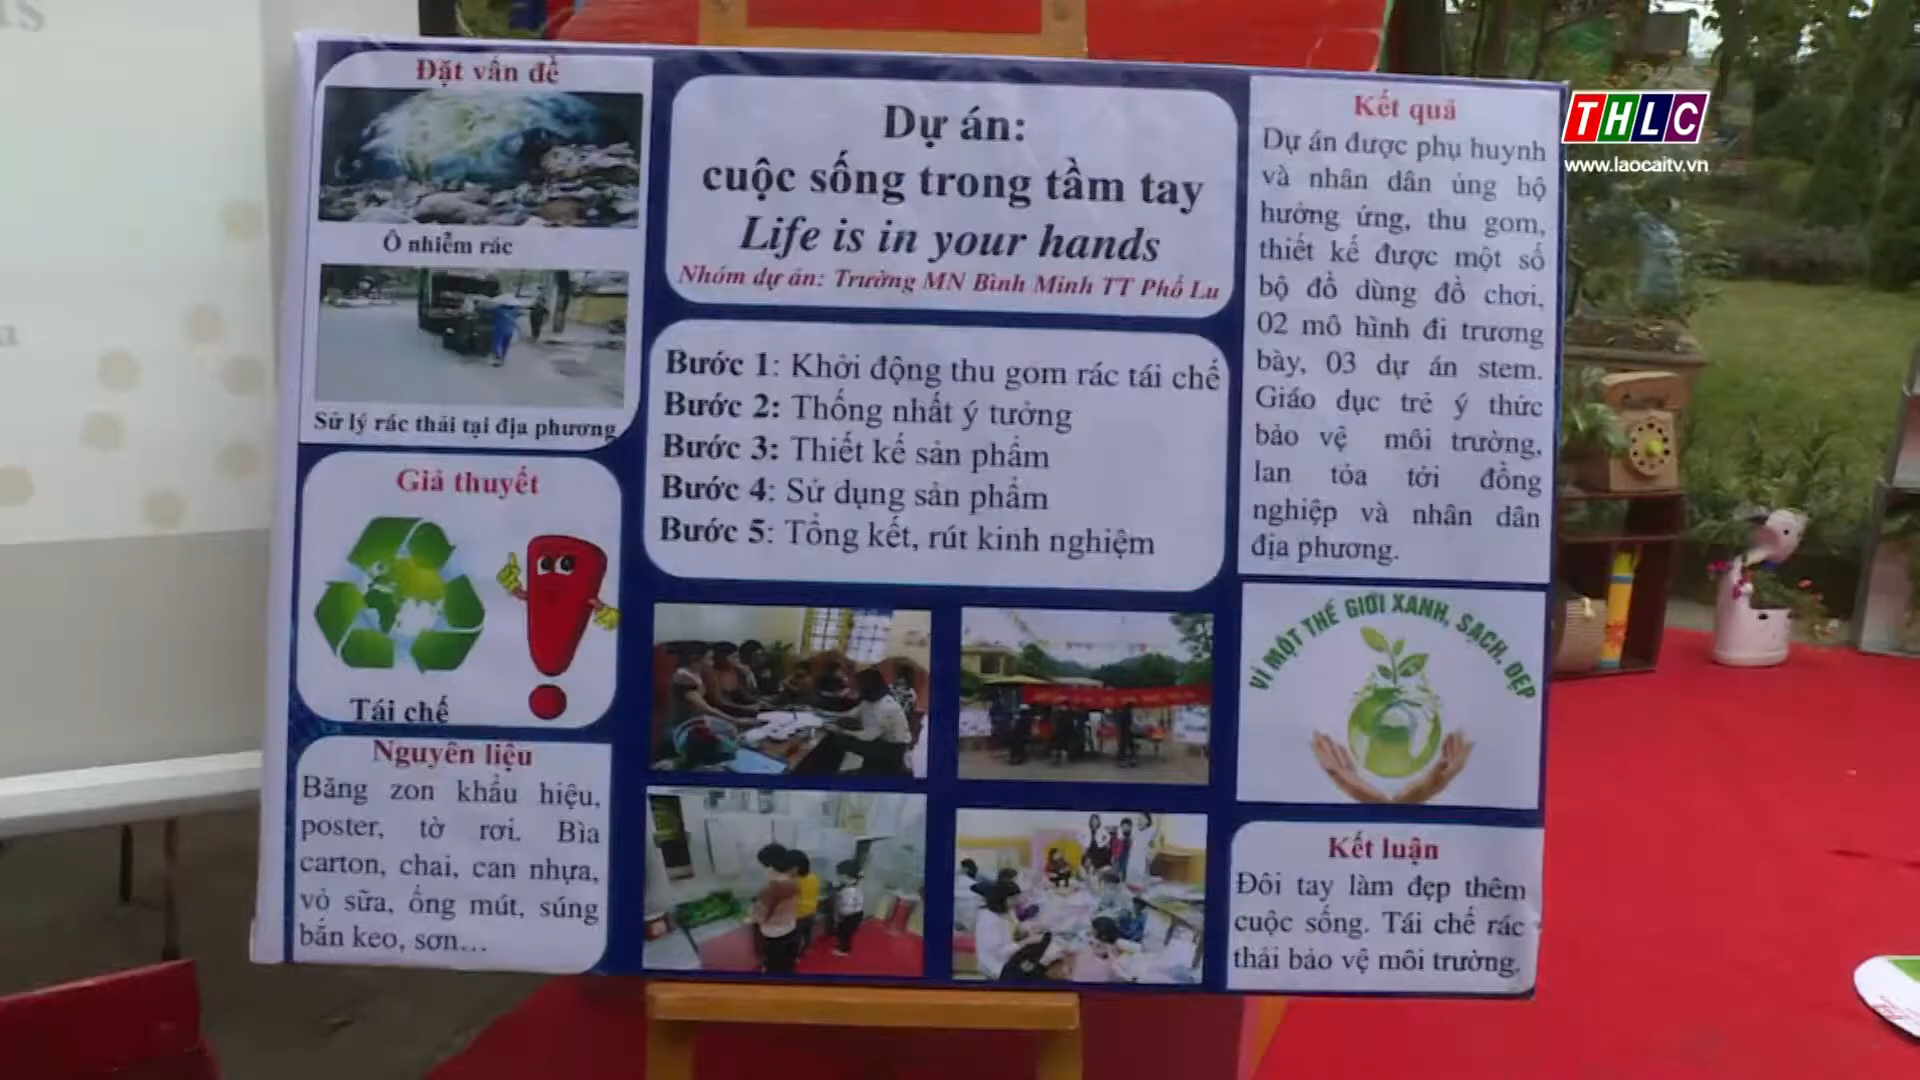 Đặt vấn đề
Ô nhiễm rác
Sử lý rác thải tại địa phương
Giả thuyết
Tái chế
Nguyên liệu
Băng zon khẩu hiệu,
poster, tờ rơi. Bìa
carton, chai, can nhựa,
vỏ sữa, ống mút, súng
bắn keo, sơn...
Dự án:
cuộc sống trong tầm tay
Life is in your hands
Nhóm dự án: Trường MN Bình Minh TT Phố Lu
Bước 1: Khởi động thu gom rác tái chế
Bước 2: Thống nhất ý tưởng
Bước 3: Thiết kế sản phẩm
Bước 4: Sử dụng sản phẩm
Bước 5: Tổng kết, rút kinh nghiệm
Kết quả
Dự án được phụ huynh
và nhân dân ủng hộ
hưởng ứng, thu gom,
thiết kế được một số
bộ đồ dùng đồ chơi,
02 mô hình đi trương
bày, 03 dự án stem.
Giáo dục trẻ ý thức
bảo vệ môi trường,
lan tỏa tới đồng
nghiệp và nhân dân
địa phương.
VÌ MỘT THẾ GIỚI XANH, SẠCH, ĐẸP
Kết luận
Đôi tay làm đẹp thêm
cuộc sống. Tái chế rác
thải bảo vệ môi trường.
THLC
www.laocaitv.vn